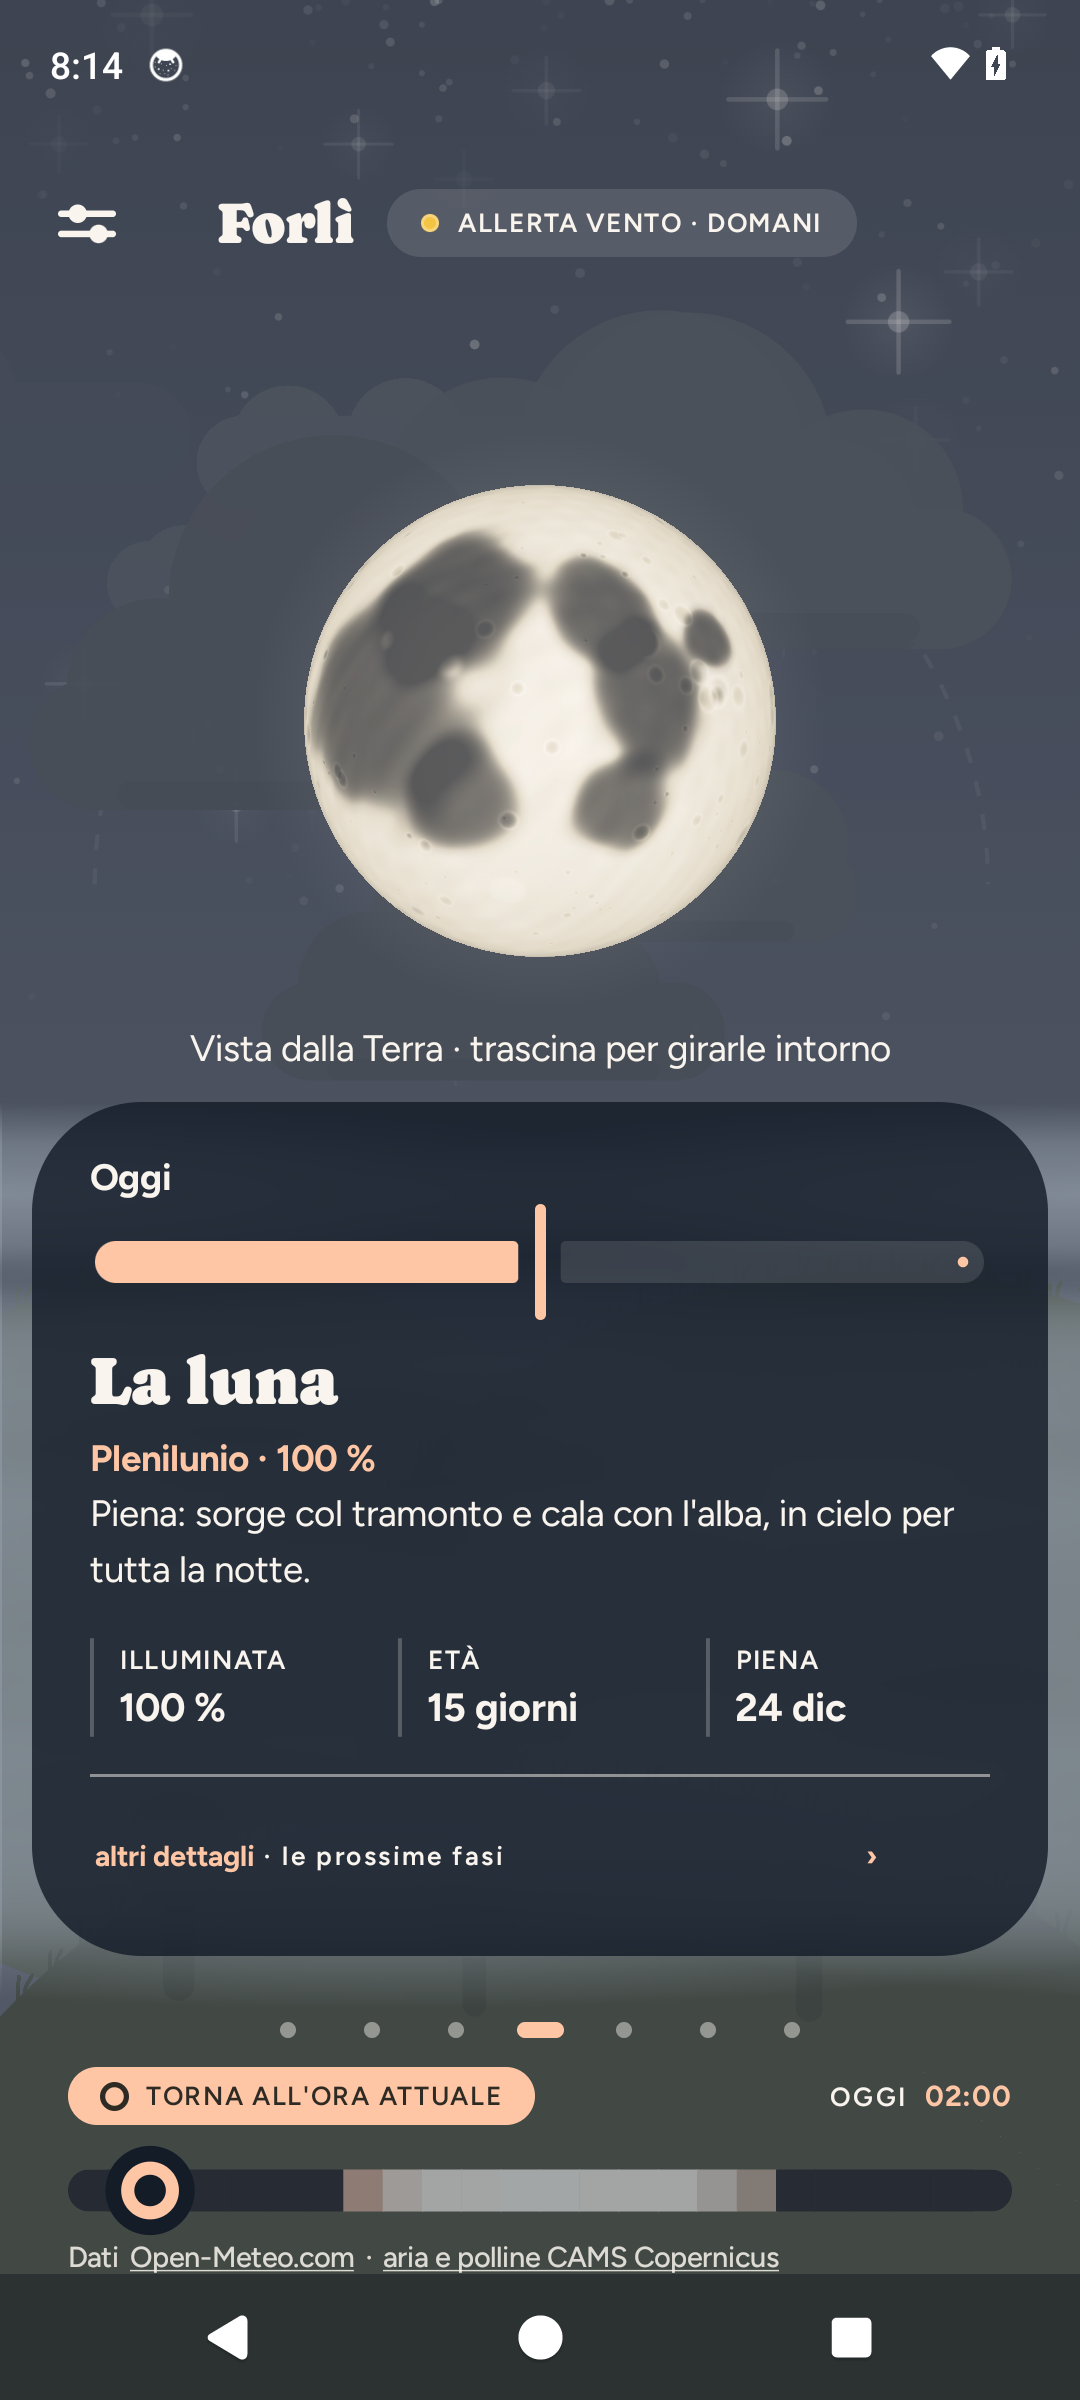 8:14
Forlì
ALLERTA VENTO · DOMANI
Vista dalla Terra · trascina per girarle intorno
Oggi
La luna
Plenilunio · 100 %
Piena: sorge col tramonto e cala con l'alba, in cielo per
tutta la notte.
ILLUMINATA
100 %
ETÀ
15 giorni
PIENA
24 dic
altri dettagli · le prossime fasi ›
TORNA ALL'ORA ATTUALE
OGGI 02:00
Dati Open-Meteo.com · aria e polline CAMS Copernicus